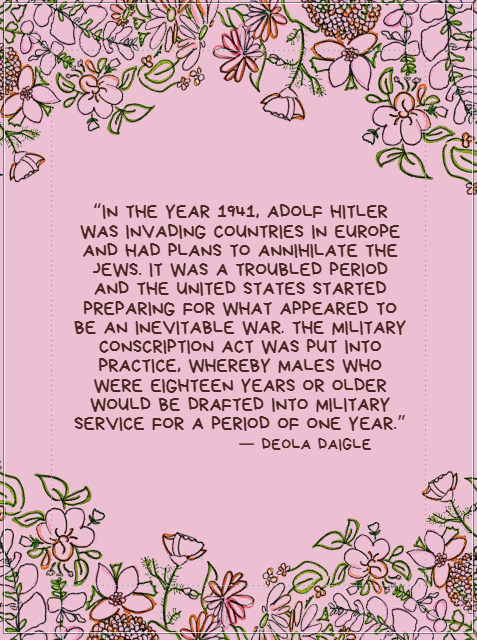 “IN THE YEAR 1941, ADOLF HITLER
WAS INVADING COUNTRIES IN EUROPE
AND HAD PLANS TO ANNIHILATE THE
JEWS. IT WAS A TROUBLED PERIOD
AND THE UNITED STATES STARTED
PREPARING FOR WHAT APPEARED TO
BE AN INEVITABLE WAR. THE MILITARY
CONSCRIPTION ACT WAS PUT INTO
PRACTICE, WHEREBY MALES WHO
WERE EIGHTEEN YEARS OR OLDER
WOULD BE DRAFTED INTO MILITARY
SERVICE FOR A PERIOD OF ONE YEAR.”
— DEOLA DAIGLE